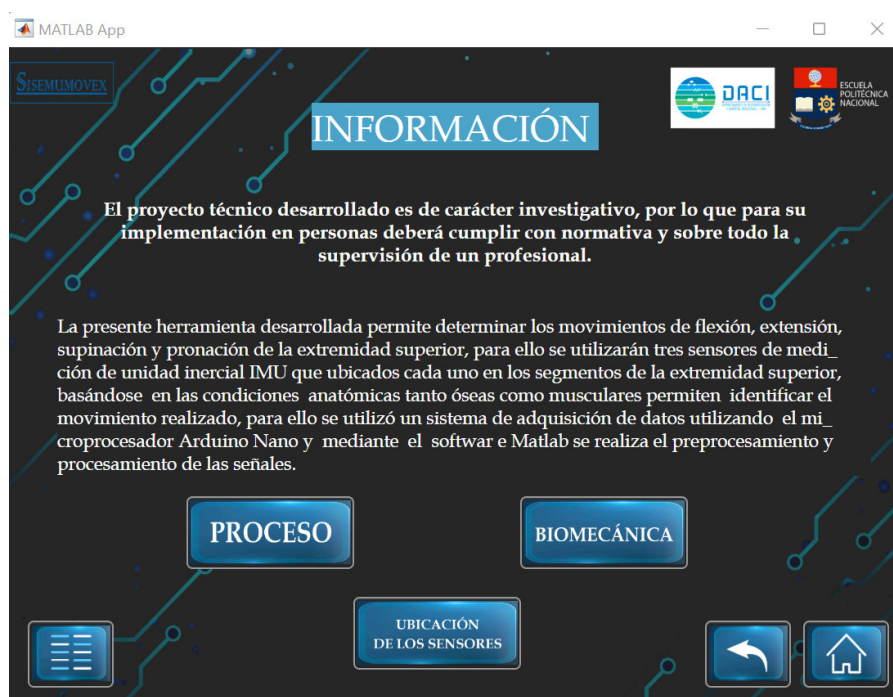 MATLAB App
SISEMUMOVEX
DACI
ESCUELA
POLITÉCNICA
NACIONAL
INFORMACIÓN
El proyecto técnico desarrollado es de carácter investigativo, por lo que para su
implementación en personas deberá cumplir con normativa y sobre todo la
supervisión de un profesional.
La presente herramienta desarrollada permite determinar los movimientos de flexión, extensión,
supinación y pronación de la extremidad superior, para ello se utilizarán tres sensores de medi_
ción de unidad inercial IMU que ubicados cada uno en los segmentos de la extremidad superior,
basándose en las condiciones anatómicas tanto óseas como musculares permiten identificar el
movimiento realizado, para ello se utilizó un sistema de adquisición de datos utilizando el mi_
croprocesador Arduino Nano y mediante el softwar e Matlab se realiza el preprocesamiento y
procesamiento de las señales.
PROCESO
BIOMECÁNICA
UBICACIÓN
DE LOS SENSORES